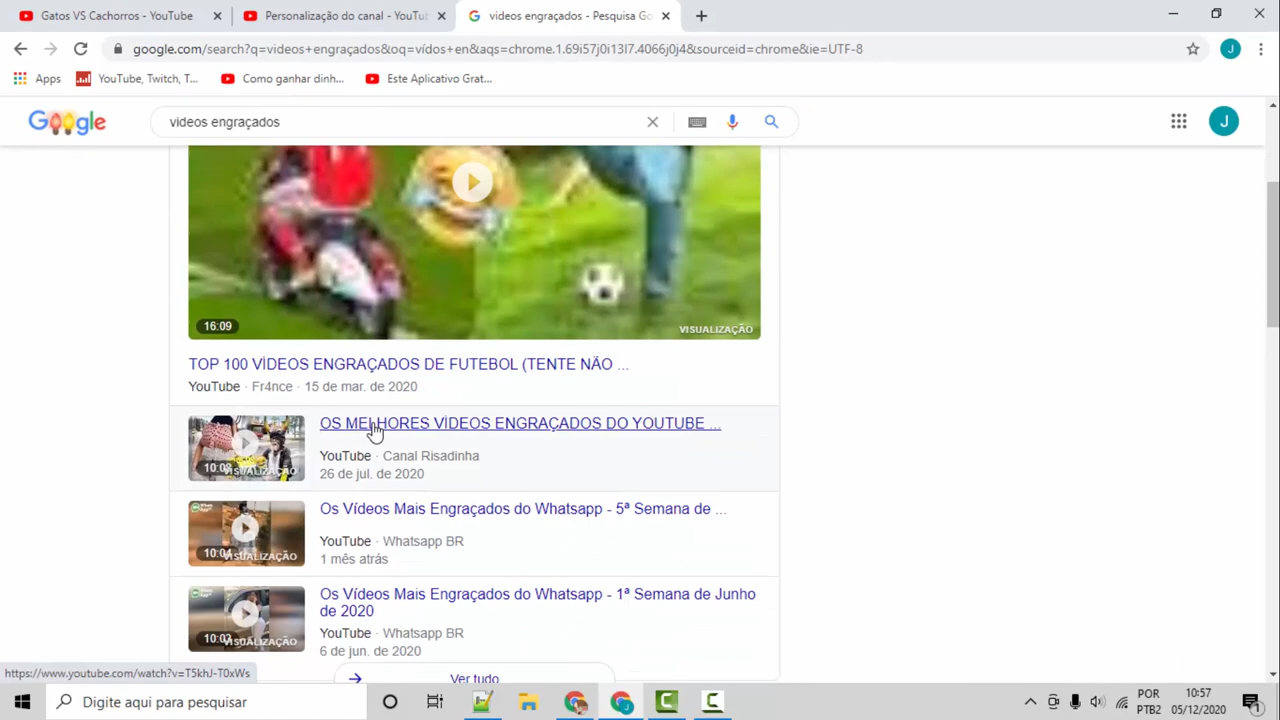 Gatos VS Cachorros - YouTube
Personalização do canal - YouTu
videos engraçados - Pesquisa Go
google.com/search?q=videos+engraçados&oq=vídos+en&aqs=chrome.1.69i57j0i13l7.4066j0j4&sourceid=chrome&ie=UTF-8
J
Apps
YouTube, Twitch, T...
Como ganhar dinh...
Este Aplicativo Grat...
Google
videos engraçados
J
16:09
VISUALIZAÇÃO
TOP 100 VÍDEOS ENGRAÇADOS DE FUTEBOL (TENTE NÃO ...
YouTube · Fr4nce · 15 de mar. de 2020
OS MELHORES VÍDEOS ENGRAÇADOS DO YOUTUBE ...
10:08
VISUALIZAÇÃO
YouTube · Canal Risadinha
26 de jul. de 2020
Os Vídeos Mais Engraçados do Whatsapp - 5ª Semana de ...
10:04
VISUALIZAÇÃO
YouTube · Whatsapp BR
1 mês atrás
Os Vídeos Mais Engraçados do Whatsapp - 1ª Semana de Junho
de 2020
VISUALIZAÇÃO
YouTube · Whatsapp BR
6 de jun. de 2020
Ver tudo
https://www.youtube.com/watch?v=T5khJ-T0xWs
Digite aqui para pesquisar
POR
PTB2
10:57
05/12/2020
1